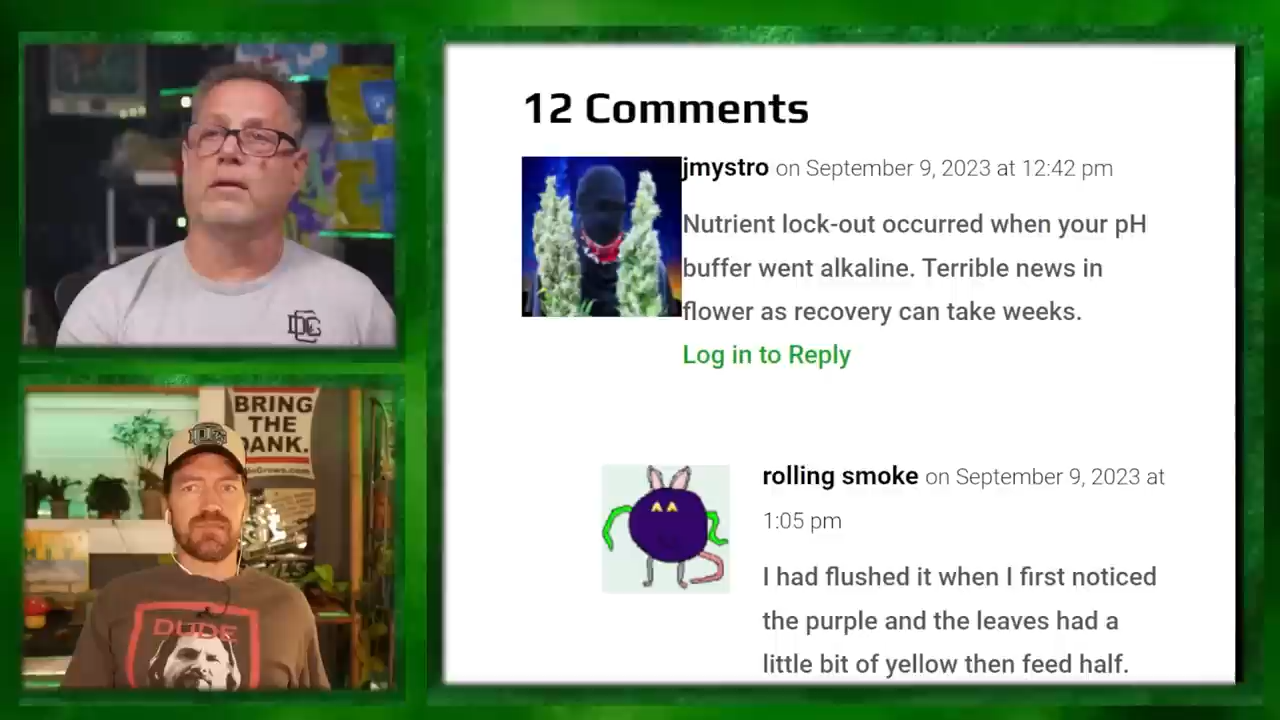 12 Comments
jmystro on September 9, 2023 at 12:42 pm
Nutrient lock-out occurred when your pH
buffer went alkaline. Terrible news in
flower as recovery can take weeks.
Log in to Reply
rolling smoke on September 9, 2023 at
1:05 pm
I had flushed it when I first noticed
the purple and the leaves had a
little bit of yellow then feed half.
BRING
THE
DANK.
DUDE